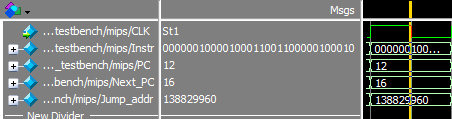 Msgs
...testbench/mips/CLK St1
...testbench/mips/Instr 00000010000100011001100000100010 000000100...
..._testbench/mips/PC 12 12
...bench/mips/Next_PC 16 16
...nch/mips/Jump_addr 138829960 138829960
New Divider